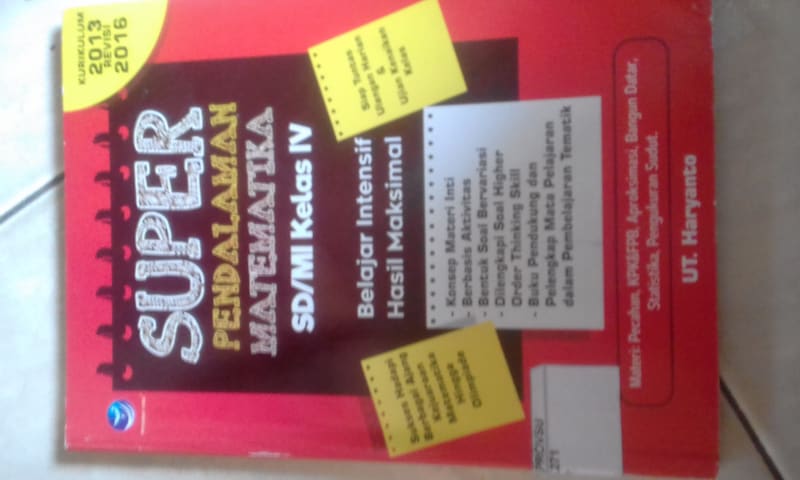 KURIKULUM
2013
REVISI
2016
SUPER
PENDALAMAN
MATEMATIKA
SD/MI Kelas IV
Siap Tuntas
Ulangan Harian
&
Ujian Kenaikan
Kelas
Belajar Intensif
Hasil Maksimal
- Konsep Materi Inti
- Berbasis Aktivitas
- Bentuk Soal Bervariasi
- Dilengkapi Soal Higher
Order Thinking Skill
- Buku Pendukung dan
Pelengkap Mata Pelajaran
dalam Pembelajaran Tematik
Sukses Hadapi
Berbagai Ajang
Kejuaraan
Matematika
Hingga
Olimpiade
Materi: Pecahan, KPK&FPB, Aproksimasi, Bangun Datar,
Statistika, Pengukuran Sudut.
UT. Haryanto
PROVSU
271